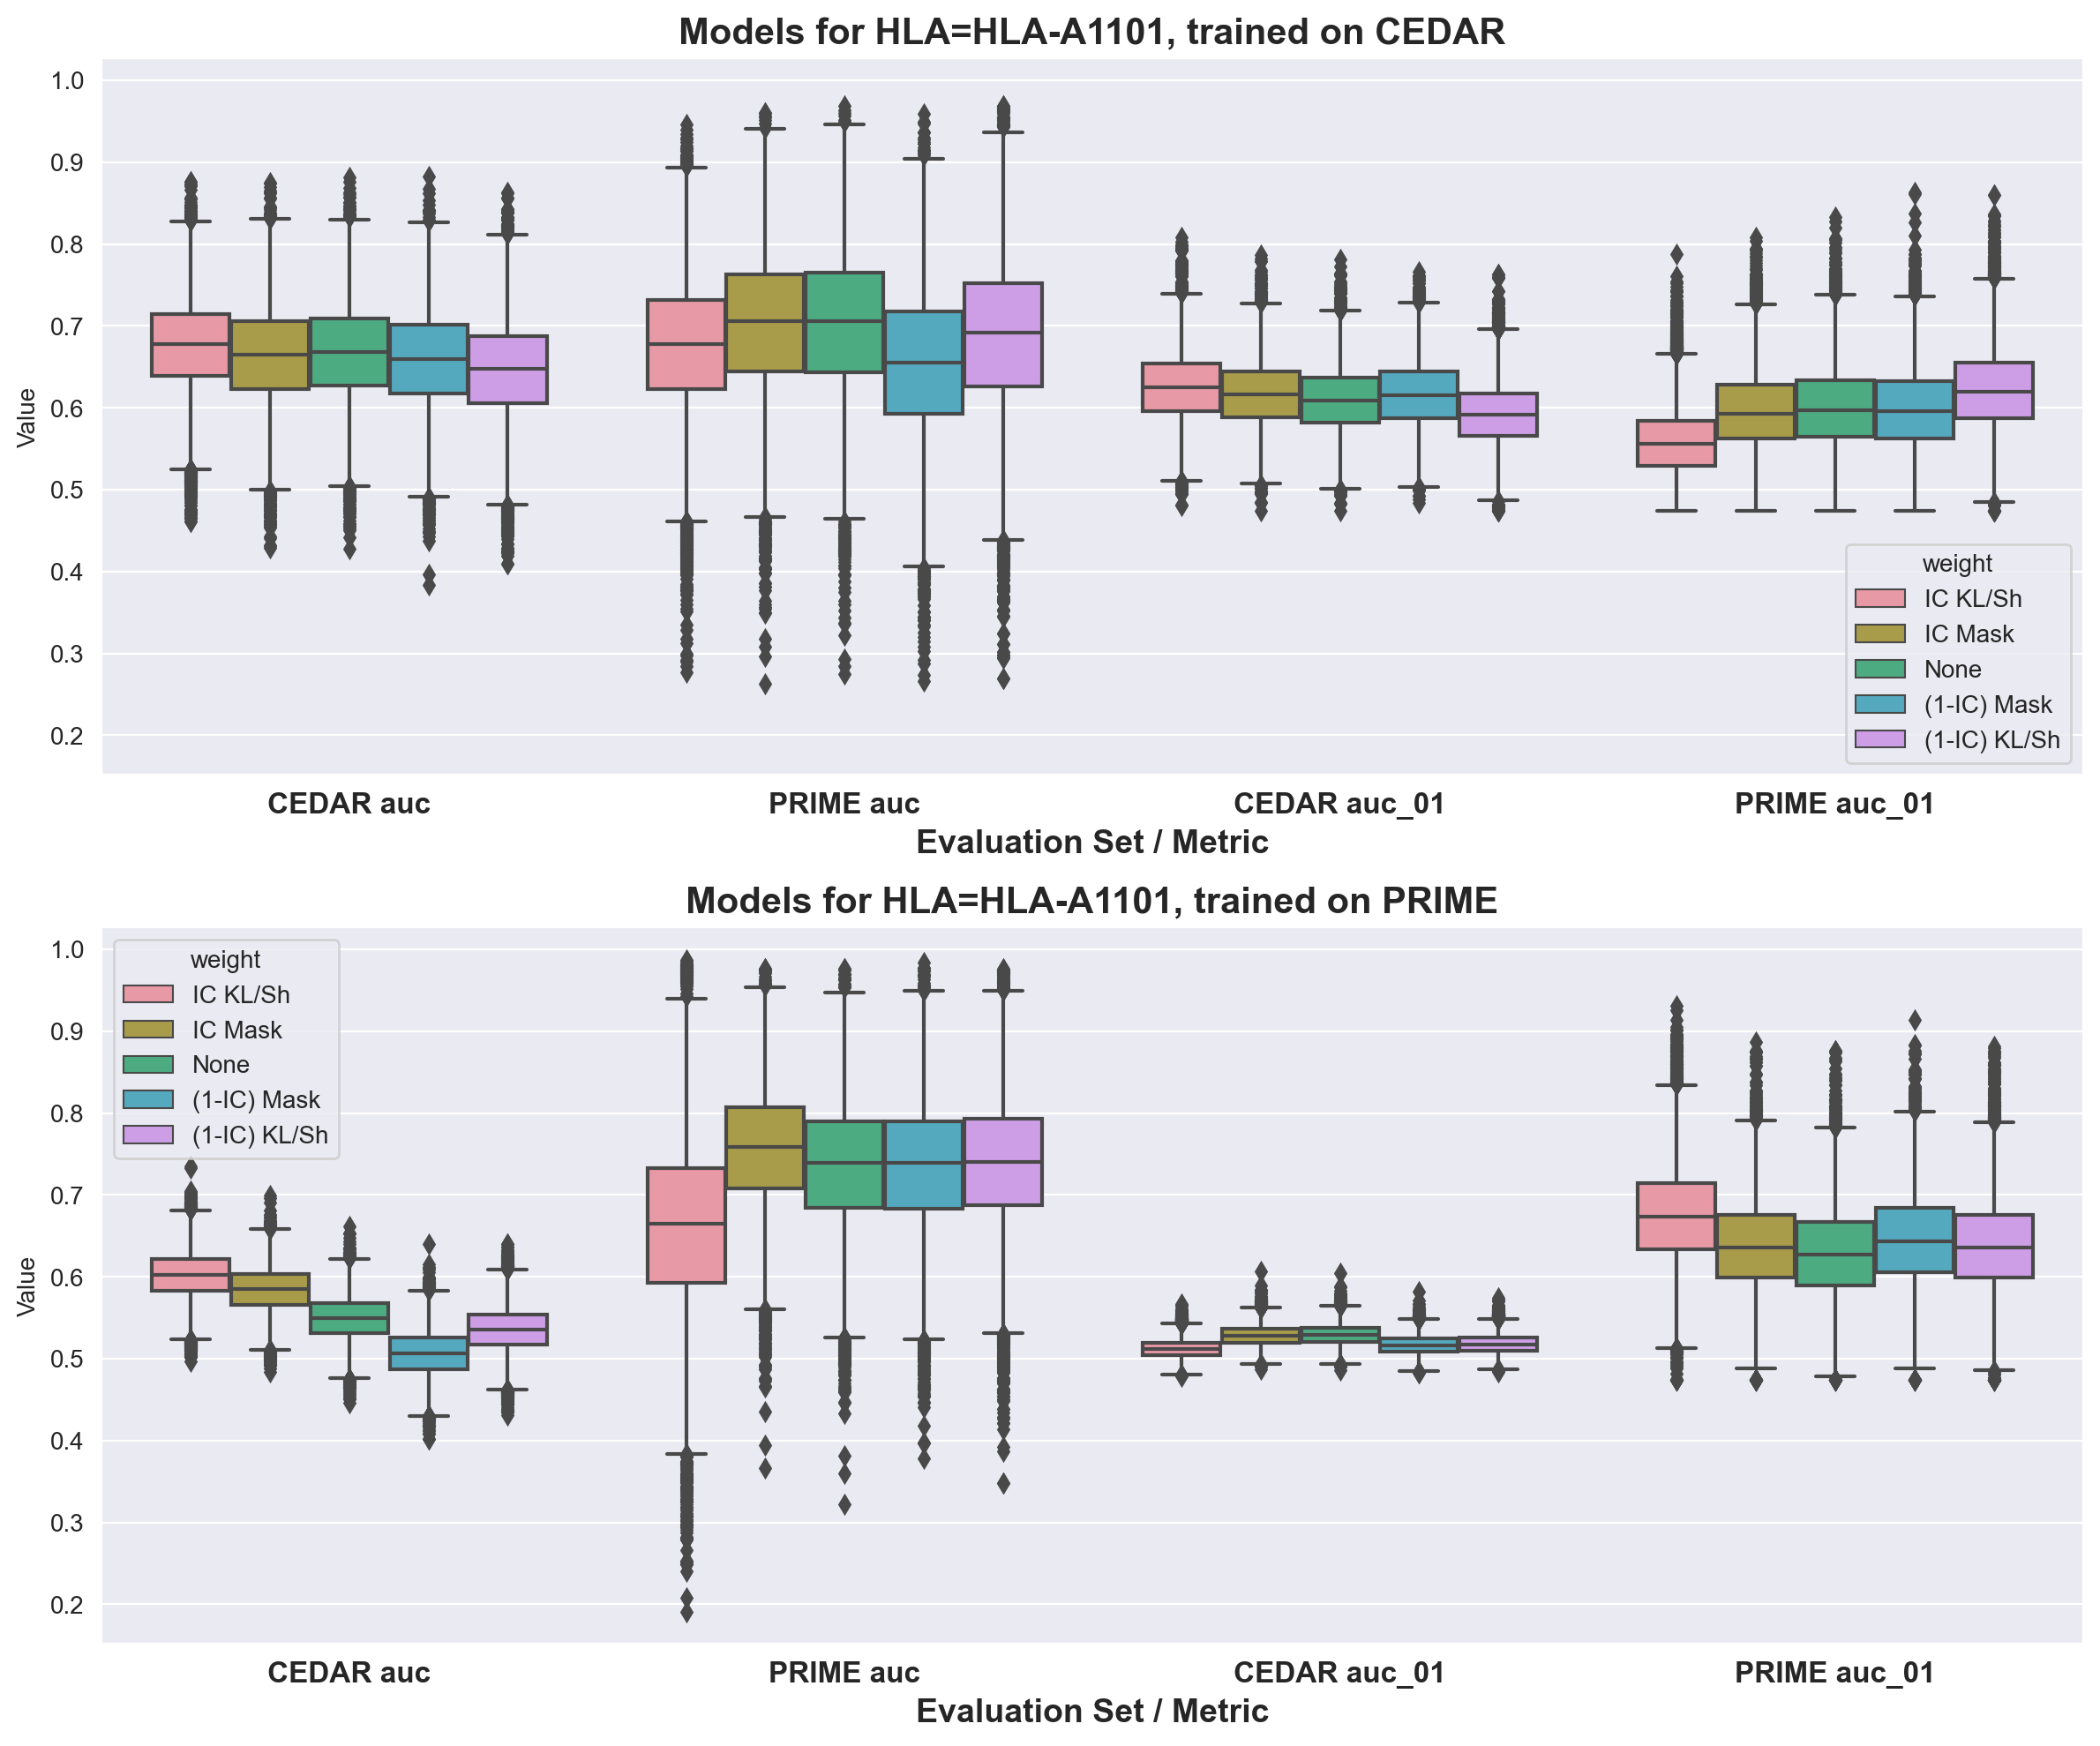 Models for HLA=HLA-A1101, trained on CEDAR
1.0
0.9
0.8
0.7
0.6
0.5
0.4
0.3
0.2
Value
weight
IC KL/Sh
IC Mask
None
(1-IC) Mask
(1-IC) KL/Sh
CEDAR auc
PRIME auc
CEDAR auc_01
PRIME auc_01
Evaluation Set / Metric
Models for HLA=HLA-A1101, trained on PRIME
1.0
0.9
0.8
0.7
0.6
0.5
0.4
0.3
0.2
Value
weight
IC KL/Sh
IC Mask
None
(1-IC) Mask
(1-IC) KL/Sh
CEDAR auc
PRIME auc
CEDAR auc_01
PRIME auc_01
Evaluation Set / Metric